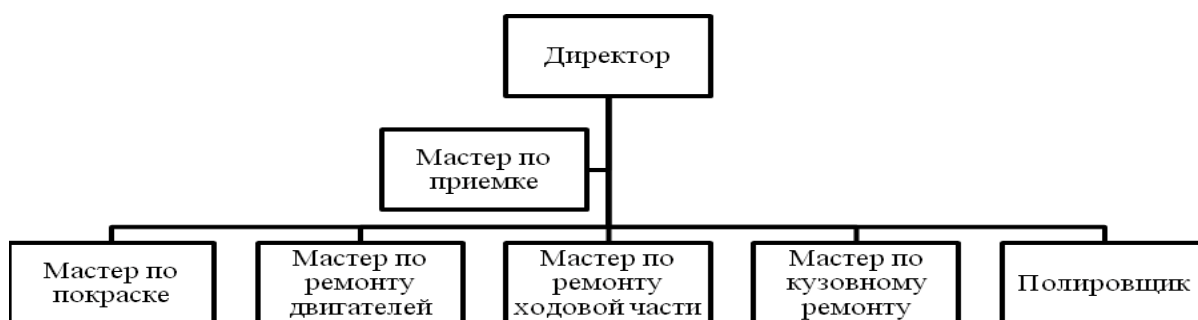 Директор
Мастер по
приемке
Мастер по
покраске
Мастер по
ремонту
двигателей
Мастер по
ремонту
ходовой части
Мастер по
кузовному
ремонту
Полировщик